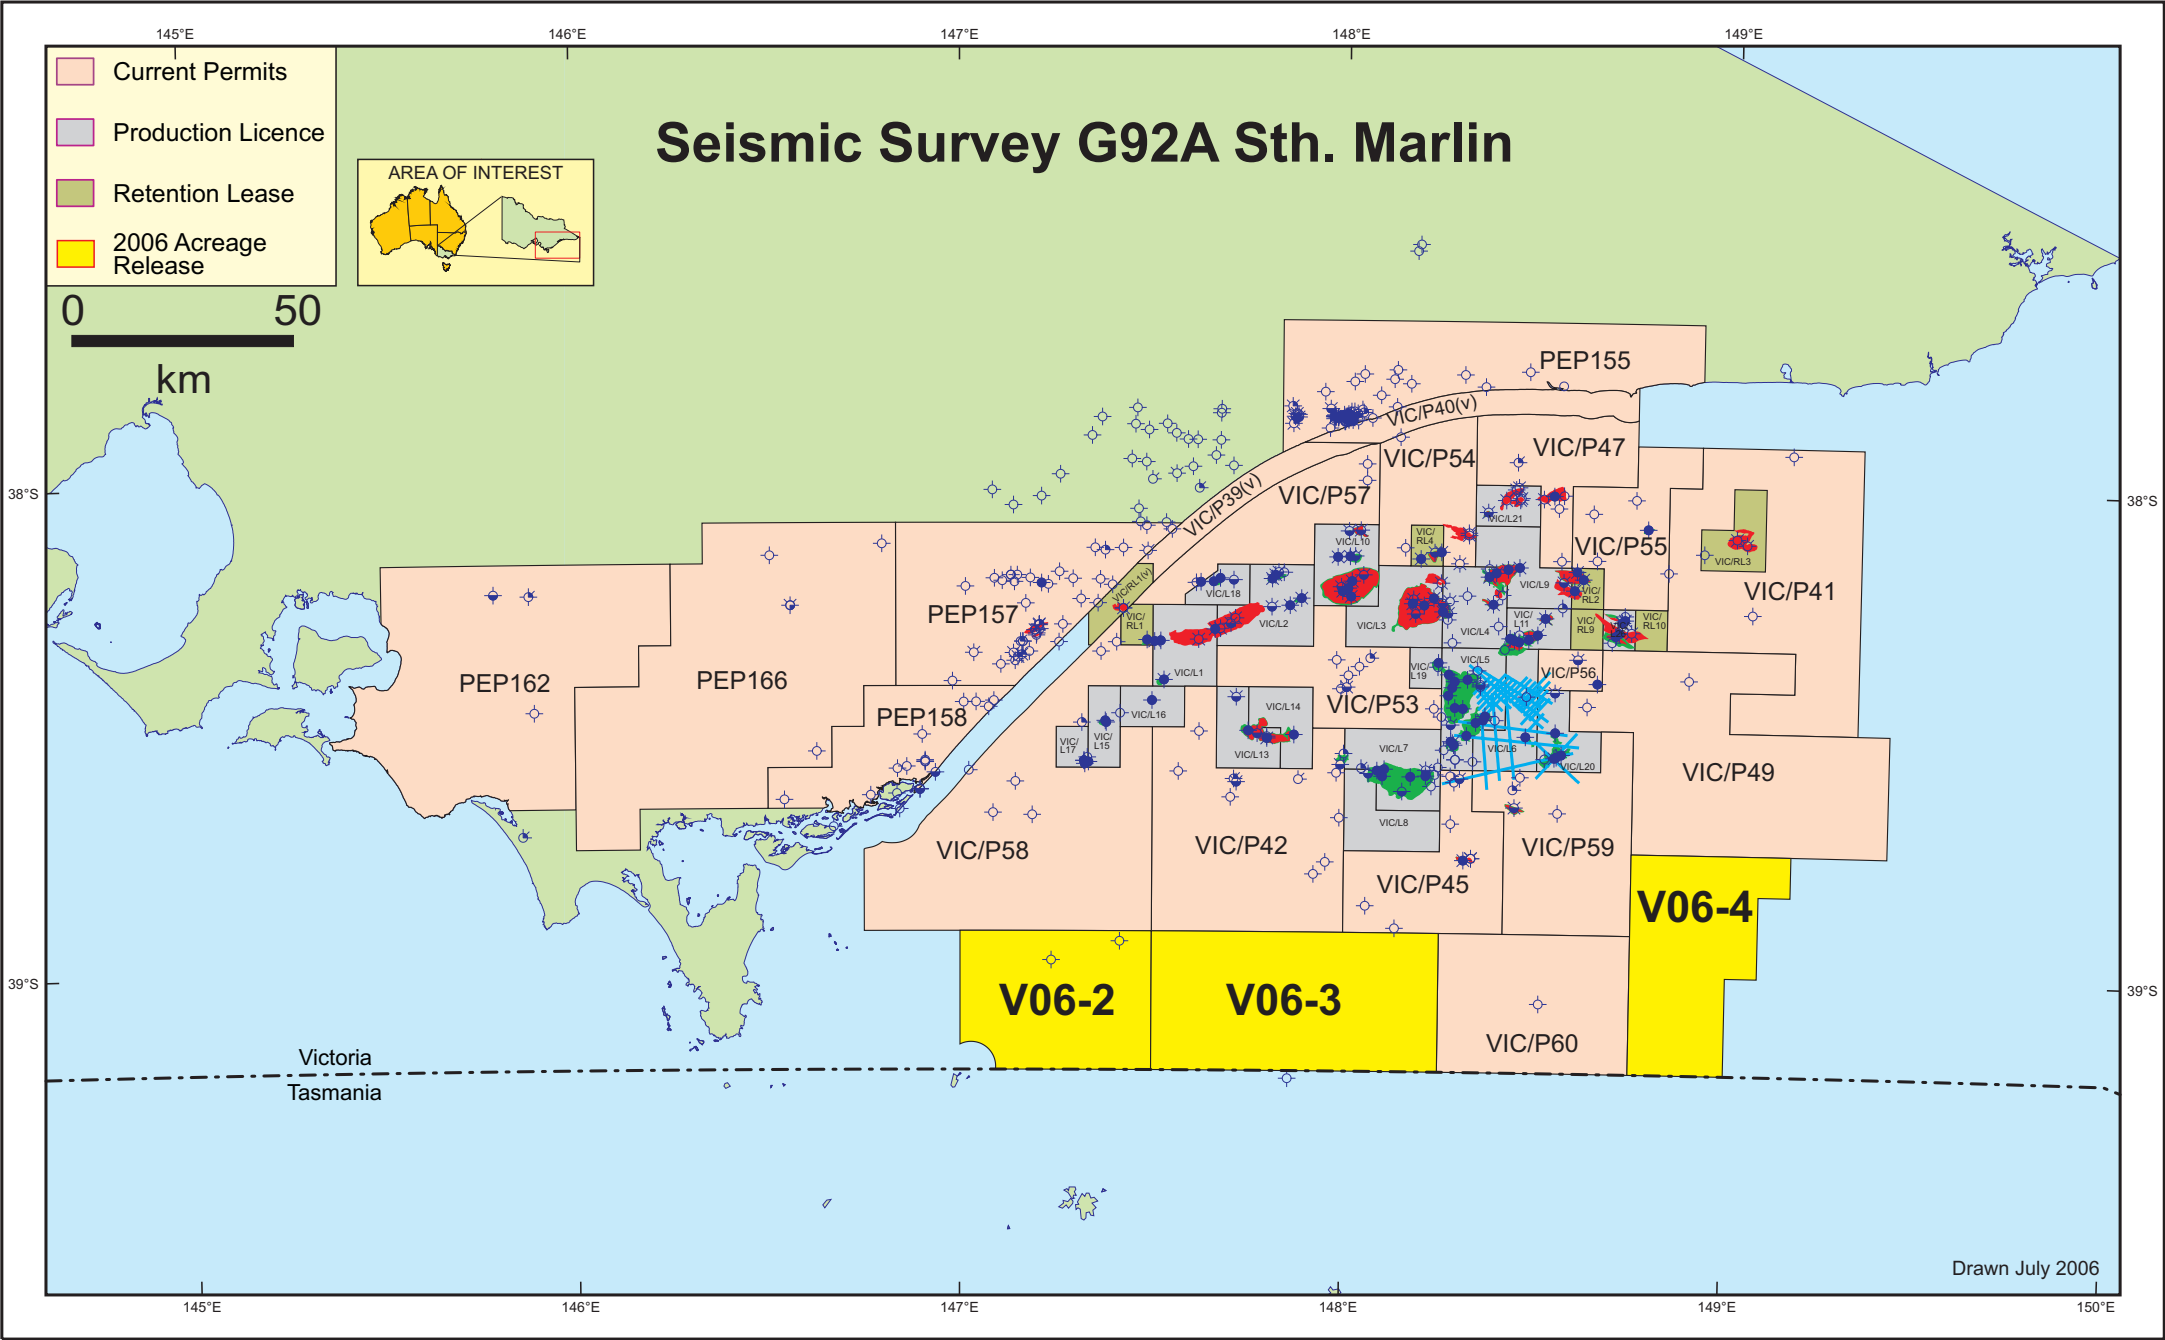 145°E
146°E
147°E
148°E
149°E
Current Permits
Production Licence
Retention Lease
2006 Acreage
Release
AREA OF INTEREST
Seismic Survey G92A Sth. Marlin
0
50
km
PEP155
VIC/P40(v)
VIC/P47
VIC/P54
VIC/P57
VIC/P39(v)
38°S
38°S
VIC/L21
VIC/L10
VIC/
RL4
VIC/P55
VIC/RL3
VIC/P41
VIC/RL1(v)
VIC/L18
VIC/L9
VIC/
RL2
PEP157
VIC/
RL1
VIC/L2
VIC/L3
VIC/L4
VIC/
L11
VIC/
RL9
VIC/
RL10
PEP162
PEP166
VIC/L1
VIC/
L19
VIC/L5
VIC/P56
PEP158
VIC/L16
VIC/L14
VIC/P53
VIC/
L17
VIC/
L15
VIC/L13
VIC/L7
VIC/L6
VIC/L20
VIC/P49
VIC/L8
VIC/P58
VIC/P42
VIC/P59
VIC/P45
V06-4
39°S
39°S
V06-2
V06-3
VIC/P60
Victoria
Tasmania
Drawn July 2006
145°E
146°E
147°E
148°E
149°E
150°E